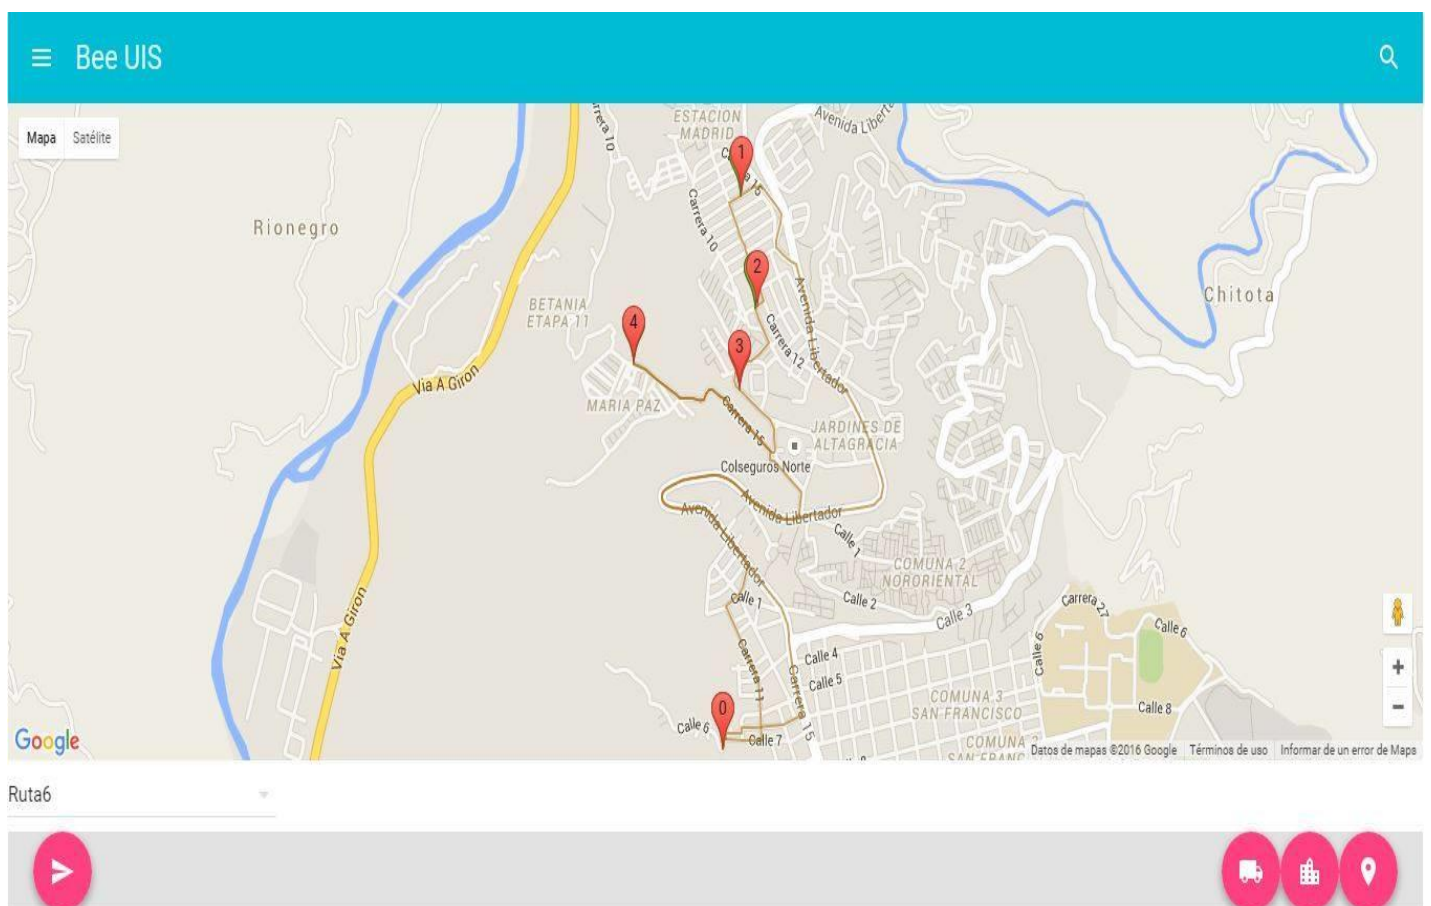 Bee UIS
Mapa Satélite
ESTACION
MADRID
Avenida
Carrera 10
1
15
Carrera 10
Rionegro
2
Chitota
BETANIA
ETAPA 11
4
3
Avenida Libertador
Carrera 12
Via A Giron
MARIA PAZ
Carrera 15
JARDINES DE
ALTAGRACIA
Colseguros Norte
Avenida Libertador
Avenida Libertador
Calle 1
COMUNA 2
NORORIENTAL
Calle 1
Calle 2
Calle 3
Carrera 27
Calle 6
Calle 6
Via A Giron
Calle 4
Calle 5
Carrera 11
Carrera 15
COMUNA 3
SAN FRANCISCO
Calle 8
0
Calle 6
Calle 7
COMUNA
Google
Datos de mapas ©2016 Google Términos de uso Informar de un error de Maps
Ruta6